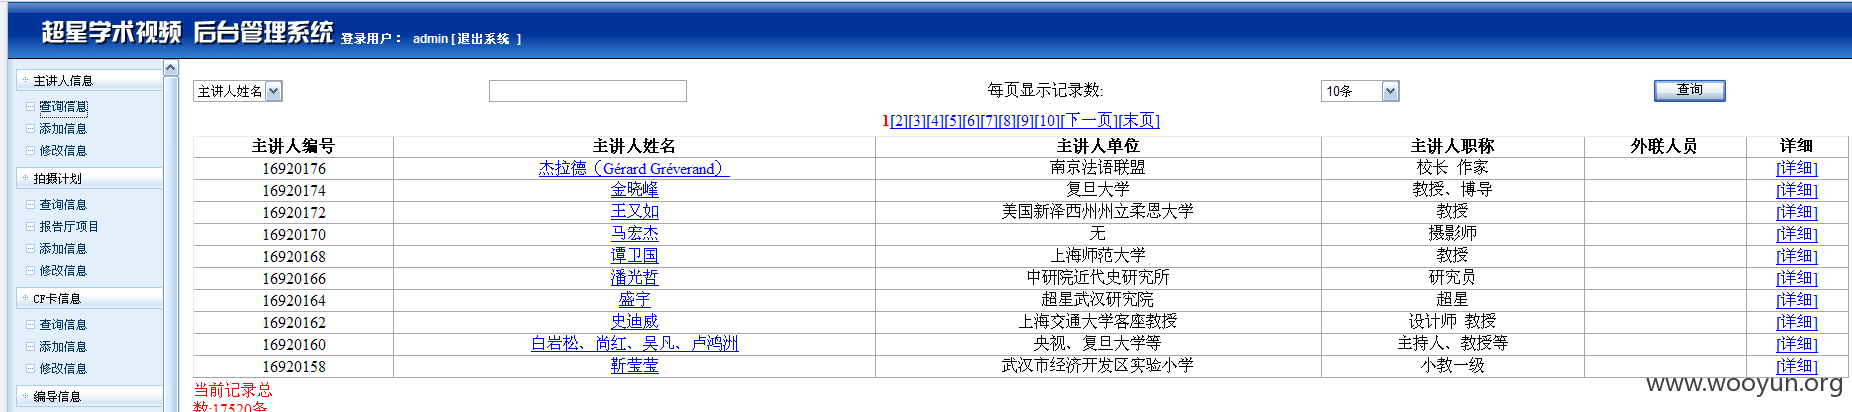 超星学术视频 后台管理系统 登录用户： admin [ 退出系统 ]
主讲人信息
查询信息
添加信息
修改信息
拍摄计划
查询信息
报告厅项目
添加信息
修改信息
CF卡信息
查询信息
添加信息
修改信息
编导信息
主讲人姓名 每页显示记录数: 10条 查询
1[2][3][4][5][6][7][8][9][10][下一页][末页]
主讲人编号 主讲人姓名 主讲人单位 主讲人职称 外联人员 详细
16920176 杰拉德（Gérard Gréverand） 南京法语联盟 校长 作家 [详细]
16920174 金晓峰 复旦大学 教授、博导 [详细]
16920172 王又如 美国新泽西州州立柔恩大学 教授 [详细]
16920170 马宏杰 无 摄影师 [详细]
16920168 谭卫国 上海师范大学 教授 [详细]
16920166 潘光哲 中研院近代史研究所 研究员 [详细]
16920164 盛宇 超星武汉研究院 超星 [详细]
16920162 史迪威 上海交通大学客座教授 设计师 教授 [详细]
16920160 白岩松、尚红、吴凡、卢鸿洲 央视、复旦大学等 主持人、教授等 [详细]
16920158 靳莹莹 武汉市经济开发区实验小学 小教一级 [详细]
当前记录总
数:17520条
www.wooyun.org